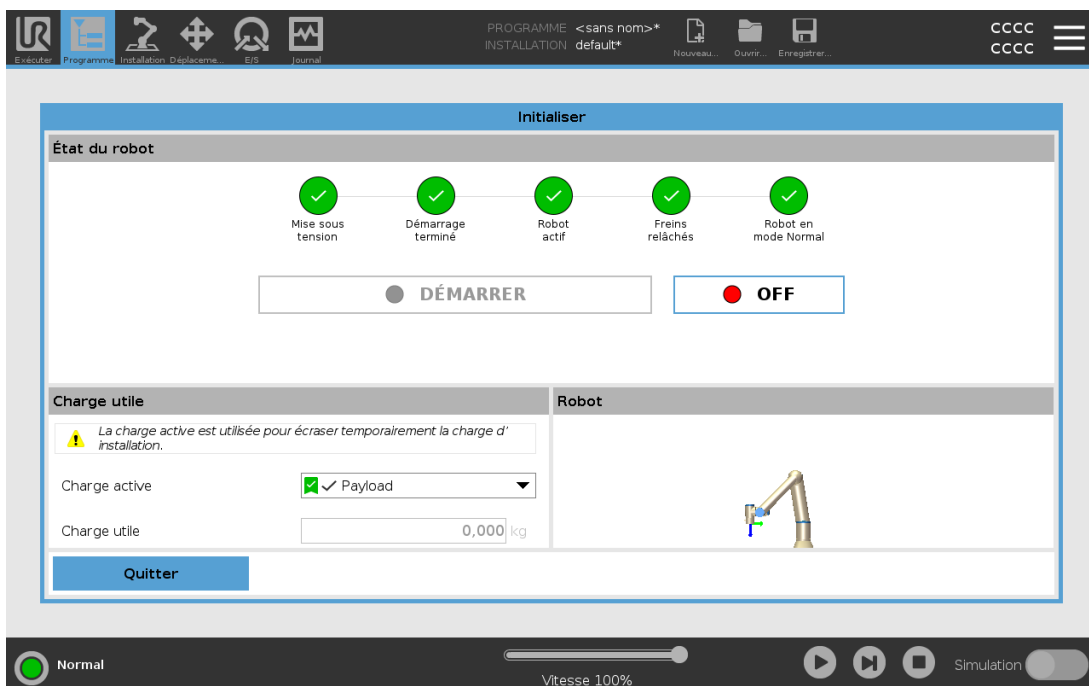 PROGRAMME <sans nom>*
INSTALLATION default*
CCCC
CCCC
Exécuter Programme Installation Déplaceme... E/S Journal
Nouveau... Ouvrir... Enregistrer...
Initialiser
État du robot
Mise sous tension
Démarrage terminé
Robot actif
Freins relâchés
Robot en mode Normal
DÉMARRER
OFF
Charge utile
Robot
La charge active est utilisée pour écraser temporairement la charge d'
installation.
Charge active
Payload
Charge utile
0,000 kg
Quitter
Normal
Vitesse 100%
Simulation